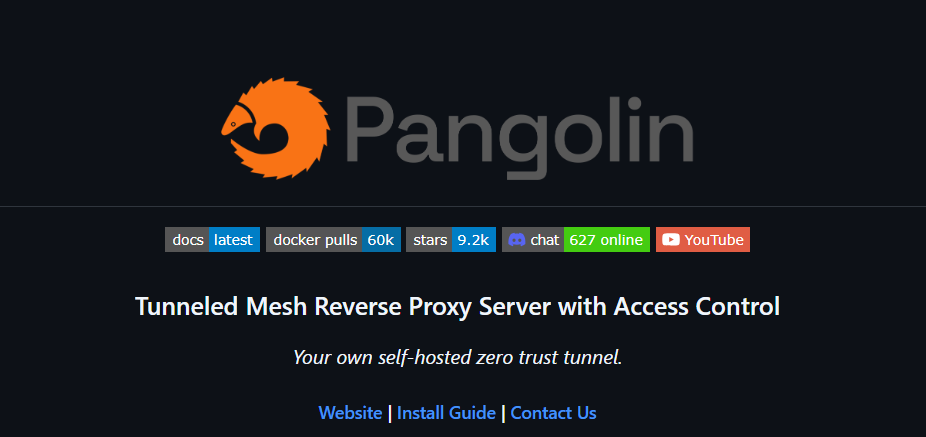 Pangolin
docs latest docker pulls 60k stars 9.2k chat 627 online YouTube
Tunneled Mesh Reverse Proxy Server with Access Control
Your own self-hosted zero trust tunnel.
Website | Install Guide | Contact Us